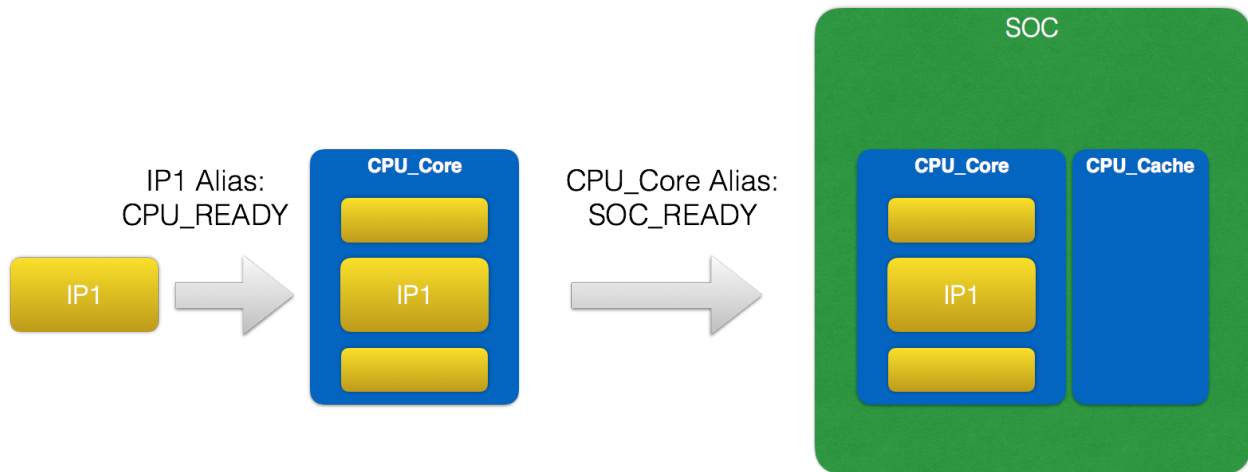 SOC
IP1 Alias:
CPU_READY
CPU_Core
CPU_Core Alias:
SOC_READY
CPU_Core
CPU_Cache
IP1
IP1
IP1